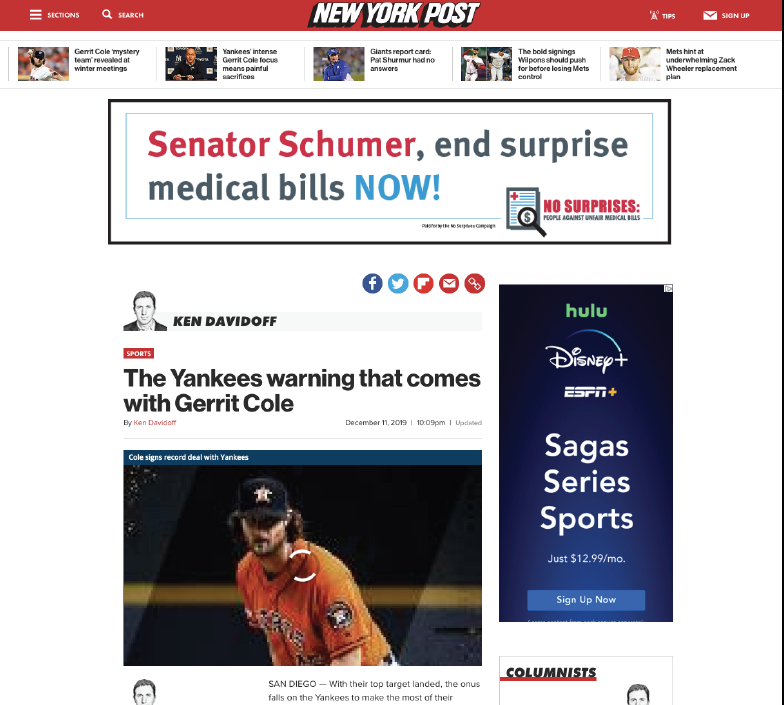 SECTIONS
SEARCH
NEW YORK POST
TIPS
SIGN UP
Gerrit Cole 'mystery
team' revealed at
winter meetings
Yankees' intense
Gerrit Cole focus
means painful
sacrifices
Giants report card:
Pat Shurmur had no
answers
The bold signings
Wilpons should push
for before losing Mets
control
Mets hint at
underwhelming Zack
Wheeler replacement
plan
Senator Schumer, end surprise
medical bills NOW!
Paid for by the No Surprises Campaign
NO SURPRISES:
PEOPLE AGAINST UNFAIR MEDICAL BILLS
KEN DAVIDOFF
SPORTS
The Yankees warning that comes
with Gerrit Cole
By Ken Davidoff
December 11, 2019 | 10:09pm | Updated
Cole signs record deal with Yankees
SAN DIEGO — With their top target landed, the onus
falls on the Yankees to make the most of their
hulu
Disney+
ESPN+
Sagas
Series
Sports
Just $12.99/mo.
Sign Up Now
COLUMNISTS